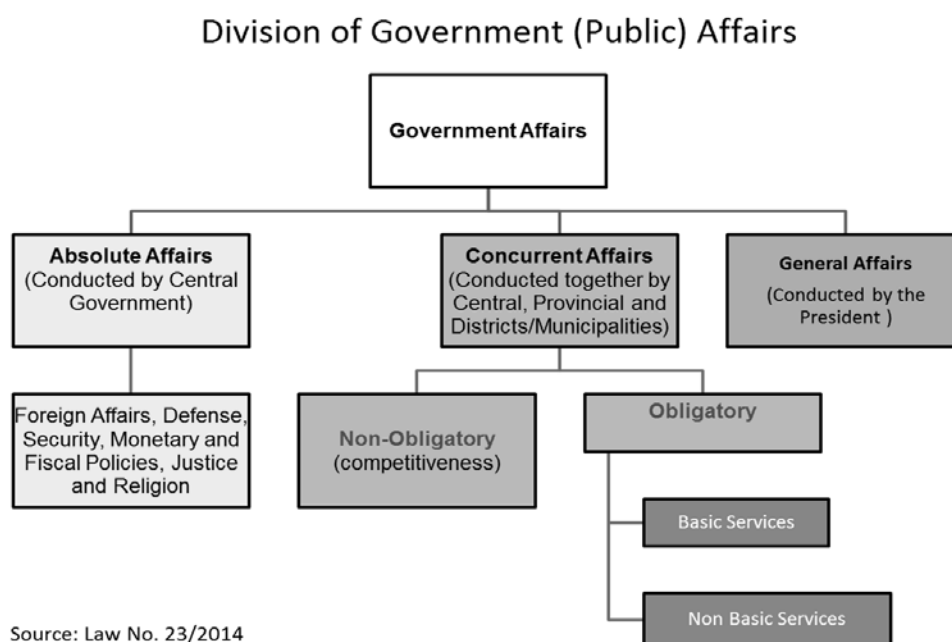 Division of Government (Public) Affairs
Government Affairs
Absolute Affairs
(Conducted by Central
Government)
Concurrent Affairs
(Conducted together by
Central, Provincial and
Districts/Municipalities)
General Affairs
(Conducted by the
President )
Foreign Affairs, Defense,
Security, Monetary and
Fiscal Policies, Justice
and Religion
Non-Obligatory
(competitiveness)
Obligatory
Basic Services
Non Basic Services
Source: Law No. 23/2014